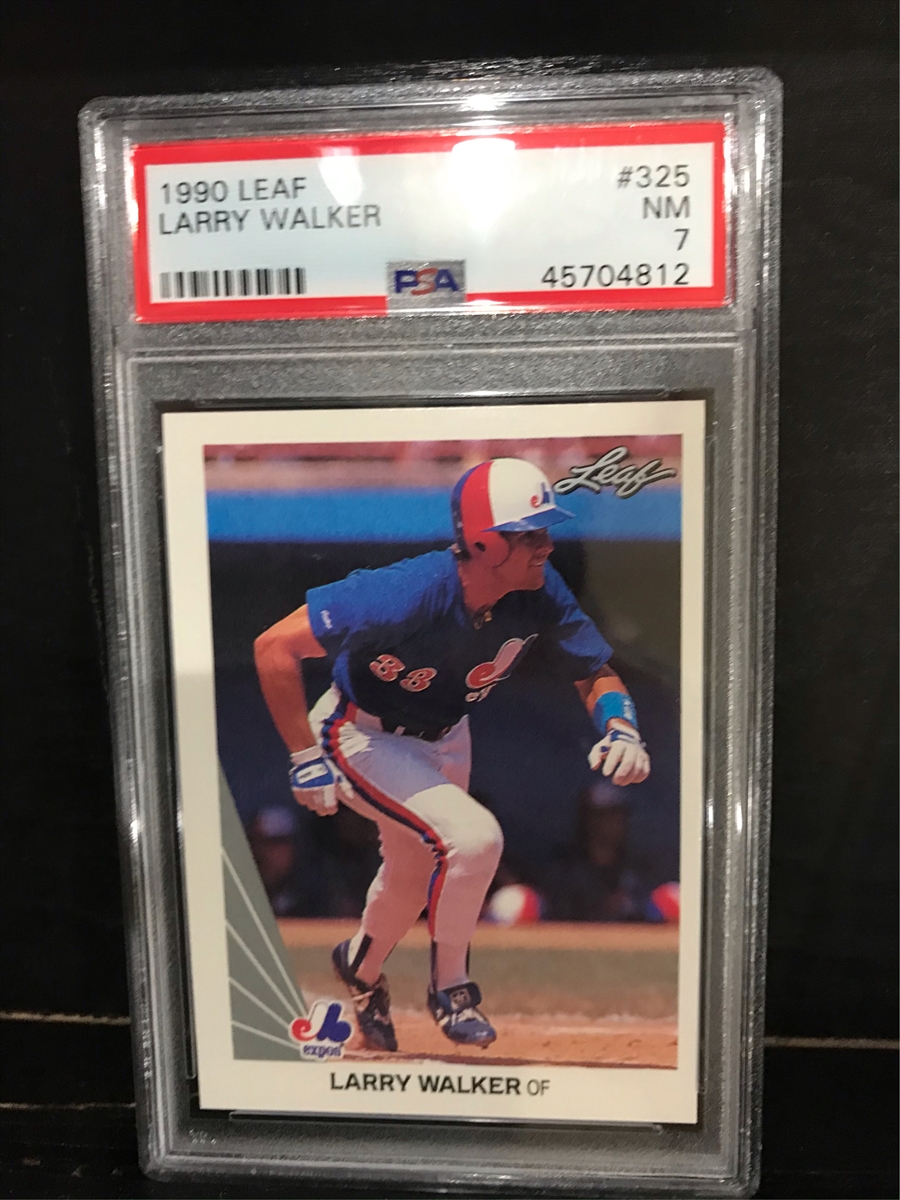 1990 LEAF #325
LARRY WALKER NM
7
PSA 45704812
Leaf
33
expos
LARRY WALKER OF